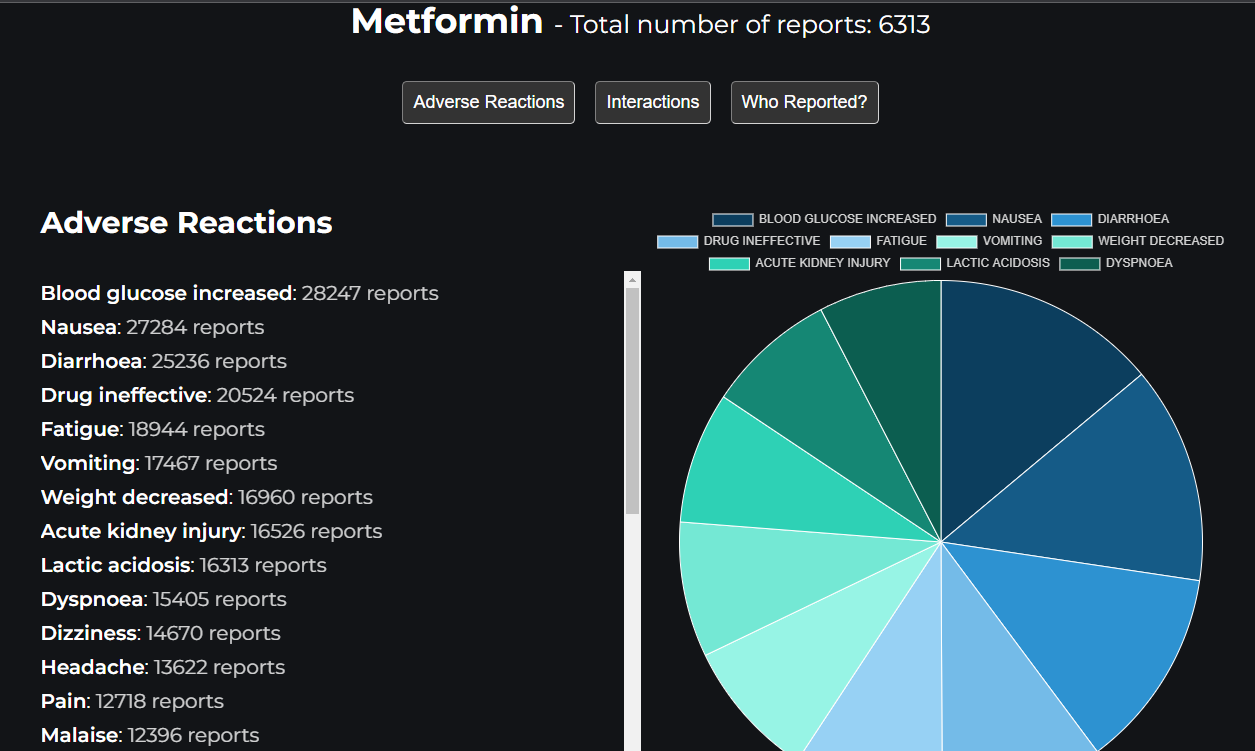 Metformin - Total number of reports: 6313
Adverse Reactions
Interactions
Who Reported?
Adverse Reactions
Blood glucose increased: 28247 reports
Nausea: 27284 reports
Diarrhoea: 25236 reports
Drug ineffective: 20524 reports
Fatigue: 18944 reports
Vomiting: 17467 reports
Weight decreased: 16960 reports
Acute kidney injury: 16526 reports
Lactic acidosis: 16313 reports
Dyspnoea: 15405 reports
Dizziness: 14670 reports
Headache: 13622 reports
Pain: 12718 reports
Malaise: 12396 reports
BLOOD GLUCOSE INCREASED NAUSEA DIARRHOEA
DRUG INEFFECTIVE FATIGUE VOMITING WEIGHT DECREASED
ACUTE KIDNEY INJURY LACTIC ACIDOSIS DYSPNOEA